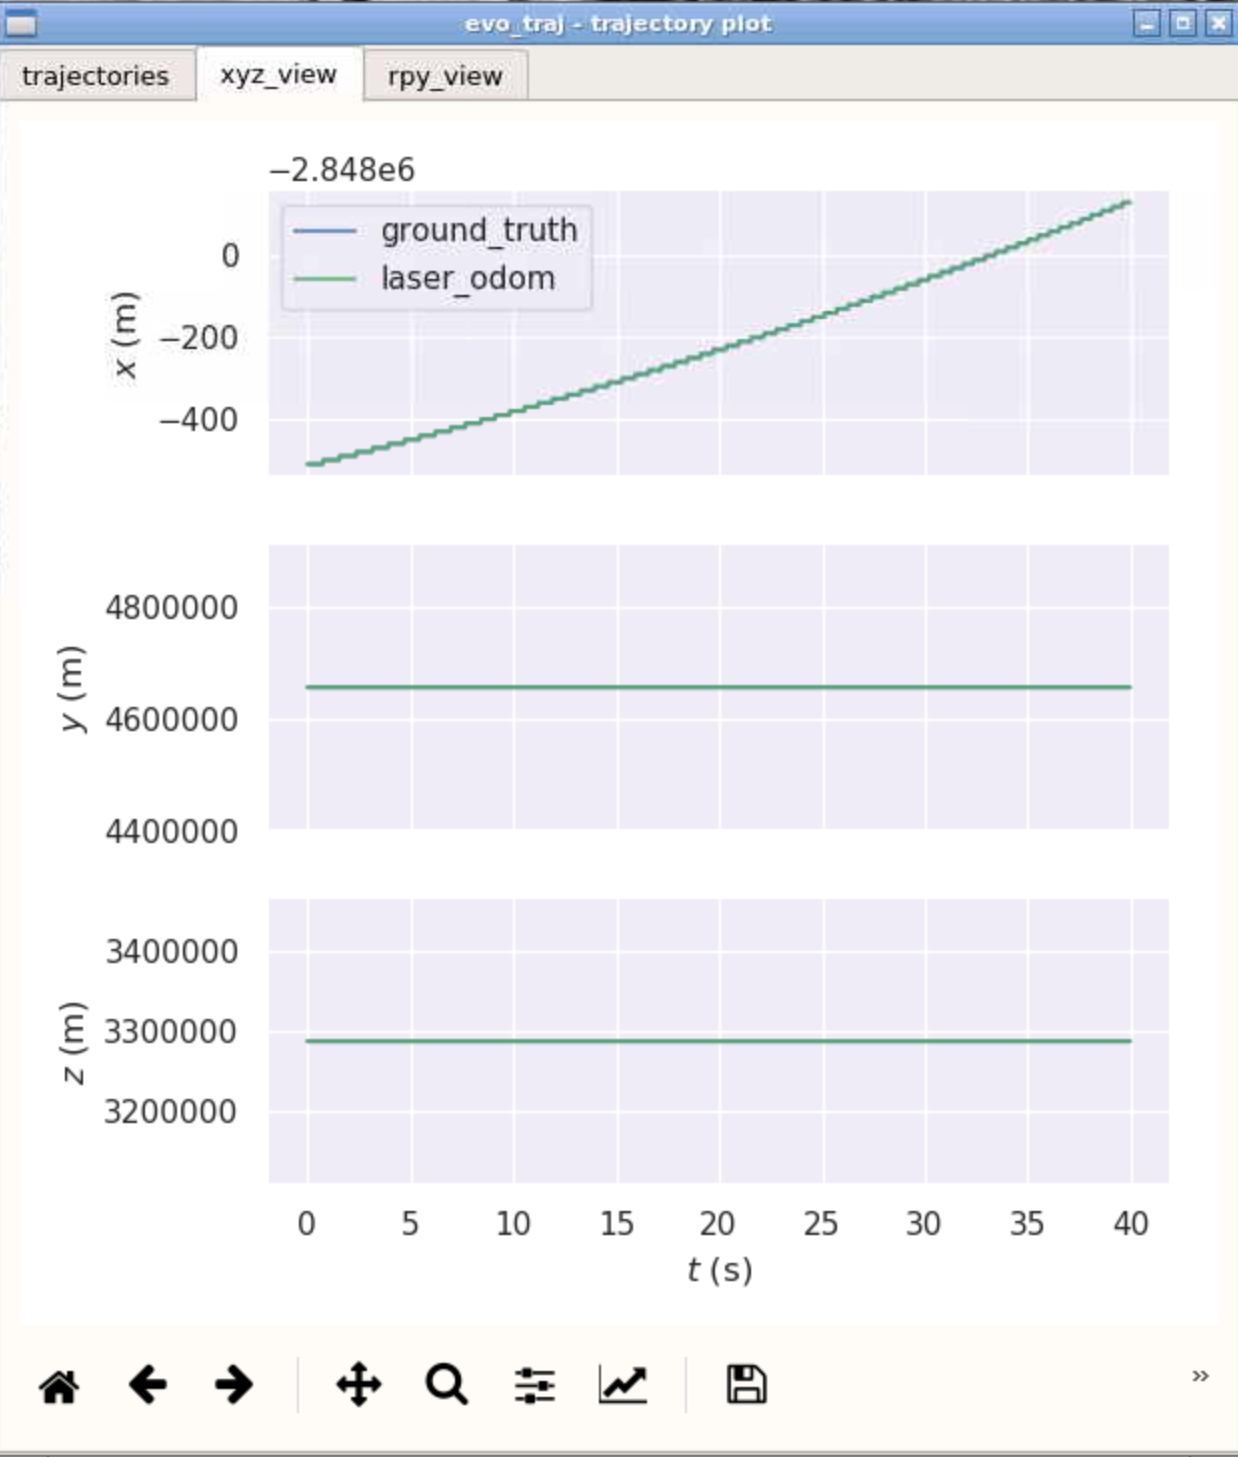 evo_traj - trajectory plot
trajectories xyz_view rpy_view
−2.848e6
ground_truth
laser_odom
0
−200
−400
x (m)
4800000
4600000
4400000
y (m)
3400000
3300000
3200000
z (m)
0 5 10 15 20 25 30 35 40
t (s)
»